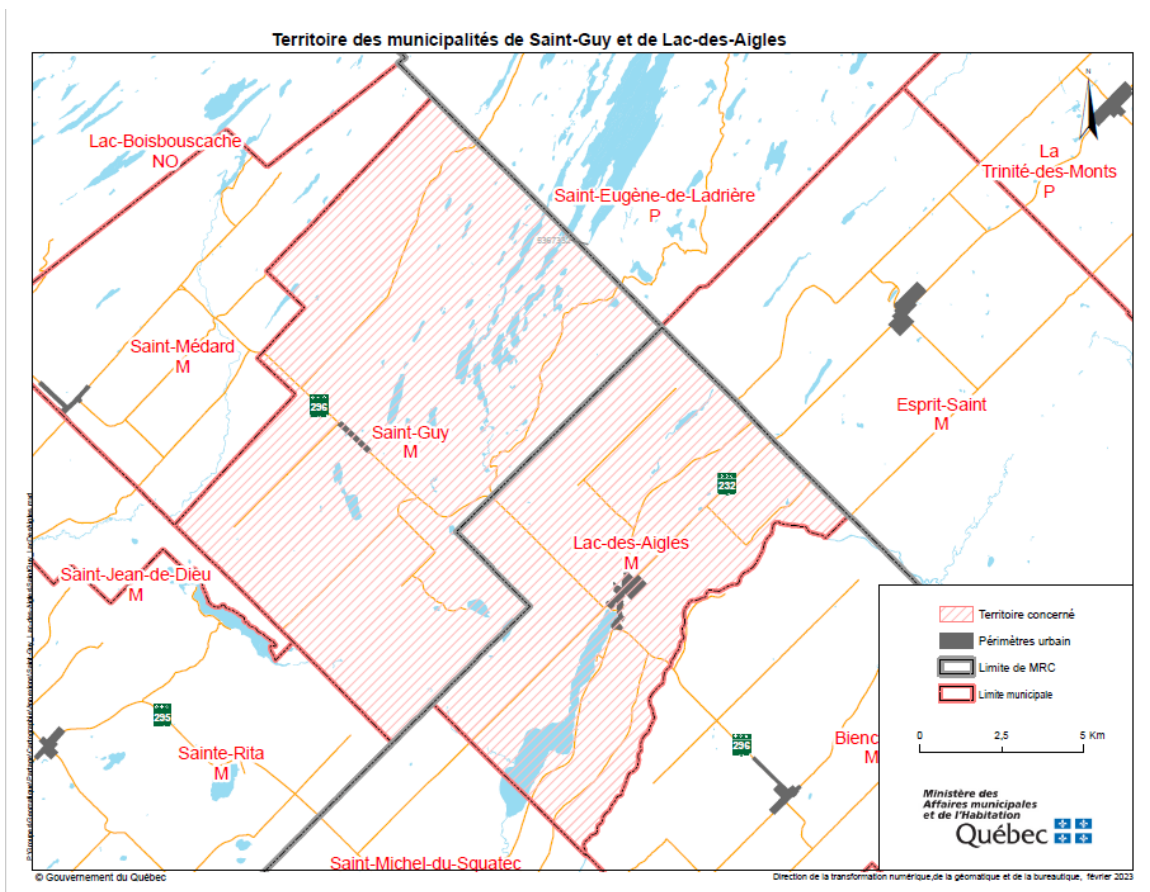 Territoire des municipalités de Saint-Guy et de Lac-des-Aigles
Lac-Boisbouscache
NO
La
Trinité-des-Monts
P
Saint-Eugène-de-Ladrière
P
Saint-Médard
M
296
Saint-Guy
M
Esprit-Saint
M
232
Lac-des-Aigles
M
Saint-Jean-de-Dieu
M
295
Sainte-Rita
M
296
Bienc
M
Saint-Michel-du-Squatec
Territoire concerné
Périmètres urbain
Limite de MRC
Limite municipale
0 2,5 5 Km
Ministère des
Affaires municipales
et de l'Habitation
Québec
N
© Gouvernement du Québec
Direction de la transformation numérique,de la géomatique et de la bureautique, février 2023